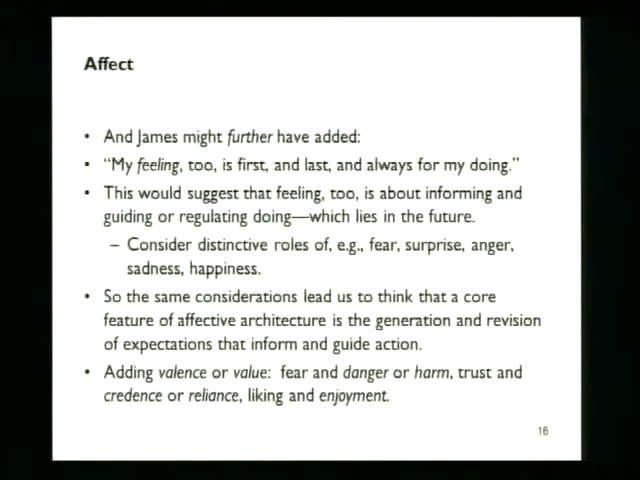 Affect
• And James might further have added:
• “My feeling, too, is first, and last, and always for my doing.”
• This would suggest that feeling, too, is about informing and
guiding or regulating doing—which lies in the future.
– Consider distinctive roles of, e.g., fear, surprise, anger,
sadness, happiness.
• So the same considerations lead us to think that a core
feature of affective architecture is the generation and revision
of expectations that inform and guide action.
• Adding valence or value: fear and danger or harm, trust and
credence or reliance, liking and enjoyment.
16